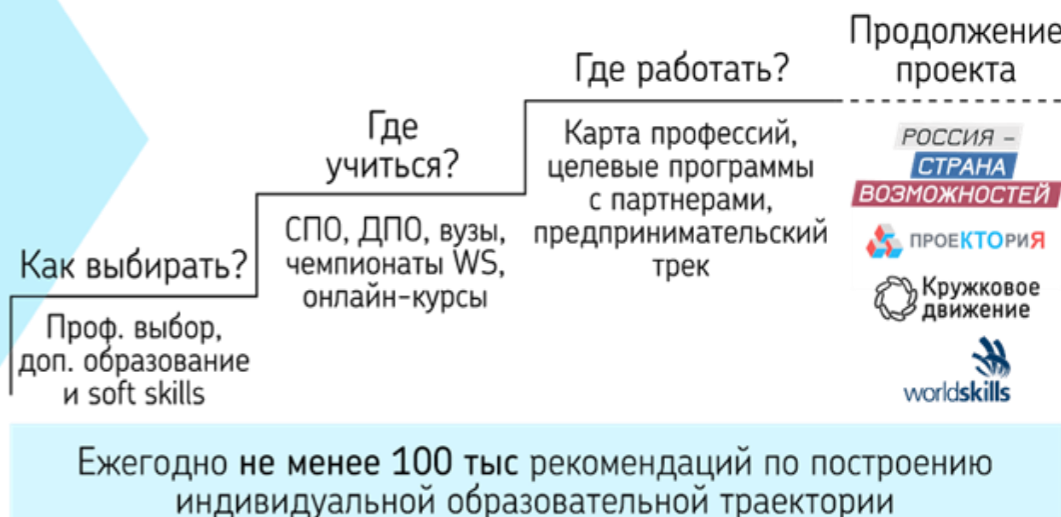 Как выбирать?
Проф. выбор,
доп. образование
и soft skills
Где
учиться?
СПО, ДПО, вузы,
чемпионаты WS,
онлайн-курсы
Где работать?
Карта профессий,
целевые программы
с партнерами,
предпринимательский
трек
Продолжение
проекта
РОССИЯ –
СТРАНА
ВОЗМОЖНОСТЕЙ
ПРОЕКТОРИЯ
Кружковое
движение
worldskills
Ежегодно не менее 100 тыс рекомендаций по построению
индивидуальной образовательной траектории